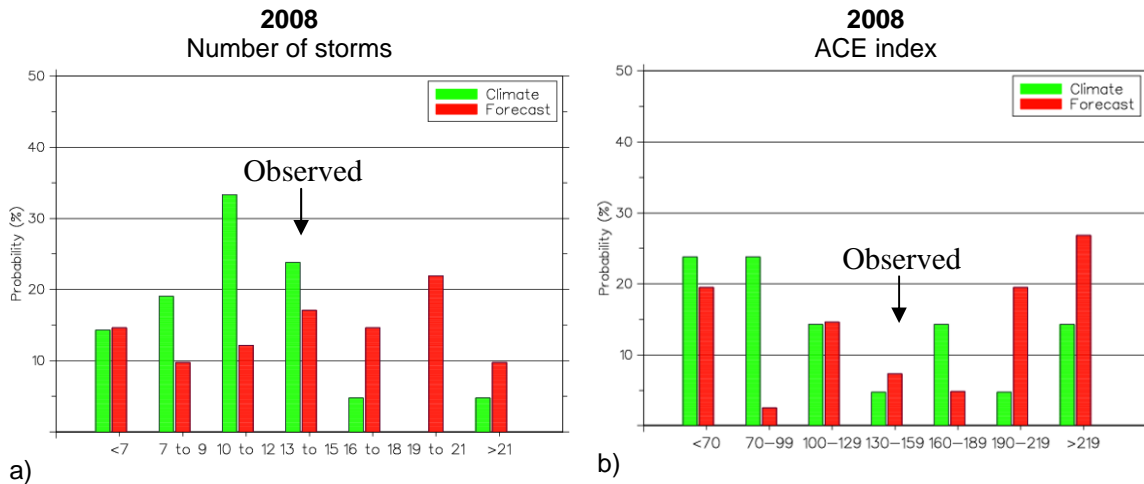 2008
Number of storms
50
40
30
20
10
Probability (%)
Climate
Forecast
Observed
<7 7 to 9 10 to 12 13 to 15 16 to 18 19 to 21 >21
a)
2008
ACE index
50
40
30
20
10
Probability (%)
Climate
Forecast
Observed
<70 70-99 100-129 130-159 160-189 190-219 >219
b)